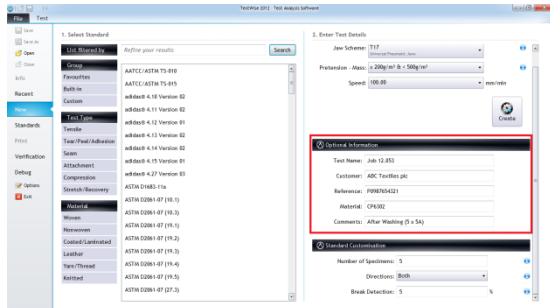 TestWise 2012 - Test Analysis Software
File
Test
Save
Save As
Open
Close
Info
Recent
New
Standards
Print
Verification
Debug
Options
Exit
1. Select Standard
List filtered by
Refine your results
Search
Group
Favourites
Built-in
Custom
Test Type
Tensile
Tear/Peel/Adhesion
Seam
Attachment
Compression
Stretch/Recovery
Material
Woven
Nonwoven
Coated/Laminated
Leather
Yarn/Thread
Knitted
AATCC/ASTM TS-010
AATCC/ASTM TS-015
adidas® 4.10 Version 02
adidas® 4.11 Version 02
adidas® 4.12 Version 01
adidas® 4.13 Version 02
adidas® 4.14 Version 02
adidas® 4.15 Version 01
adidas® 4.27 Version 03
ASTM D1683-11a
ASTM D2061-07 (10.1)
ASTM D2061-07 (10.3)
ASTM D2061-07 (19.1)
ASTM D2061-07 (19.2)
ASTM D2061-07 (19.3)
ASTM D2061-07 (19.4)
ASTM D2061-07 (19.5)
ASTM D2061-07 (27.3)
2. Enter Test Details
Jaw Scheme: T17
Universal Pneumatic Jaws
Pretension - Mass: ≥ 200g/m² & < 500g/m²
Speed: 100.00 mm/min
Create
Optional Information
Test Name: Job 12.053
Customer: ABC Textiles plc
Reference: P0987654321
Material: CP6302
Comments: After Washing (5 x 5A)
Standard Customisation
Number of Specimens: 5
Directions: Both
Break Detection: 5 %